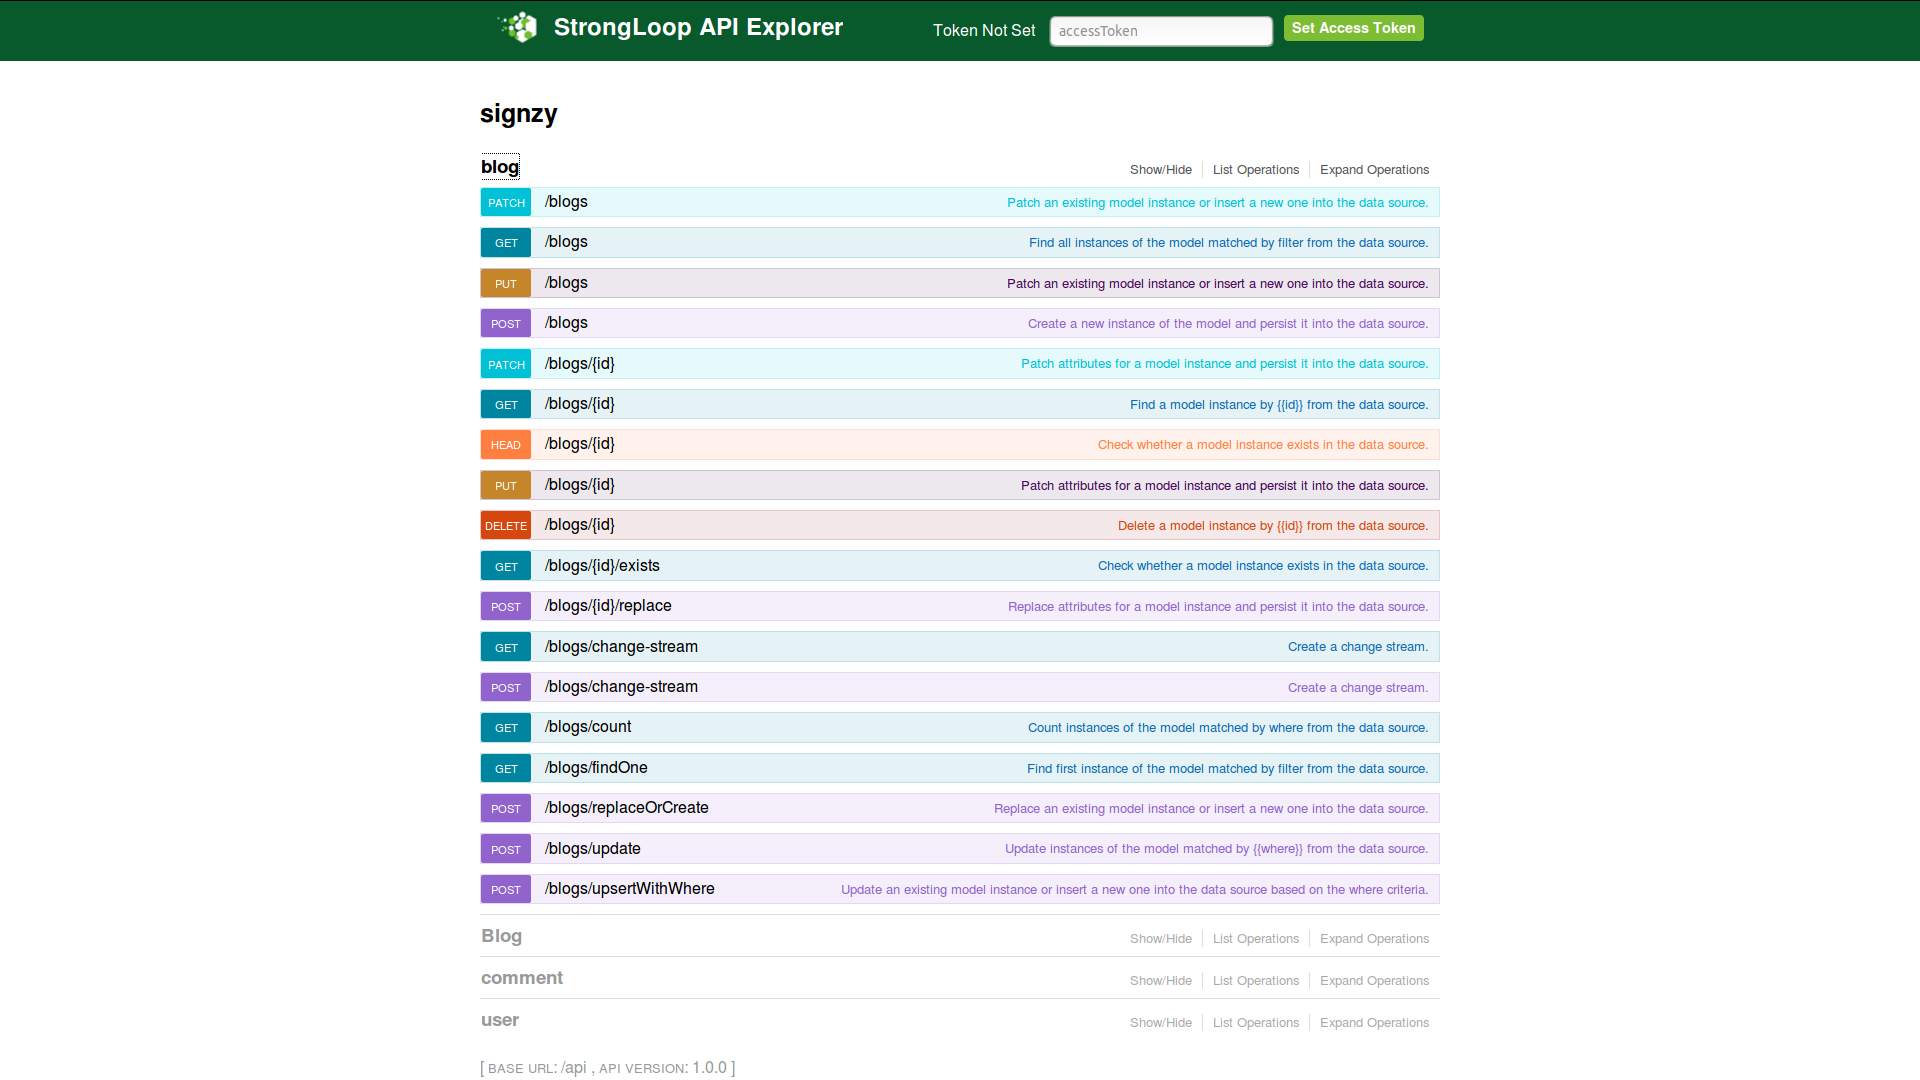 StrongLoop API Explorer Token Not Set accessToken Set Access Token
signzy
blog Show/Hide List Operations Expand Operations
PATCH /blogs Patch an existing model instance or insert a new one into the data source.
GET /blogs Find all instances of the model matched by filter from the data source.
PUT /blogs Patch an existing model instance or insert a new one into the data source.
POST /blogs Create a new instance of the model and persist it into the data source.
PATCH /blogs/{id} Patch attributes for a model instance and persist it into the data source.
GET /blogs/{id} Find a model instance by {{id}} from the data source.
HEAD /blogs/{id} Check whether a model instance exists in the data source.
PUT /blogs/{id} Patch attributes for a model instance and persist it into the data source.
DELETE /blogs/{id} Delete a model instance by {{id}} from the data source.
GET /blogs/{id}/exists Check whether a model instance exists in the data source.
POST /blogs/{id}/replace Replace attributes for a model instance and persist it into the data source.
GET /blogs/change-stream Create a change stream.
POST /blogs/change-stream Create a change stream.
GET /blogs/count Count instances of the model matched by where from the data source.
GET /blogs/findOne Find first instance of the model matched by filter from the data source.
POST /blogs/replaceOrCreate Replace an existing model instance or insert a new one into the data source.
POST /blogs/update Update instances of the model matched by {{where}} from the data source.
POST /blogs/upsertWithWhere Update an existing model instance or insert a new one into the data source based on the where criteria.
Blog Show/Hide List Operations Expand Operations
comment Show/Hide List Operations Expand Operations
user Show/Hide List Operations Expand Operations
[ BASE URL: /api , API VERSION: 1.0.0 ]